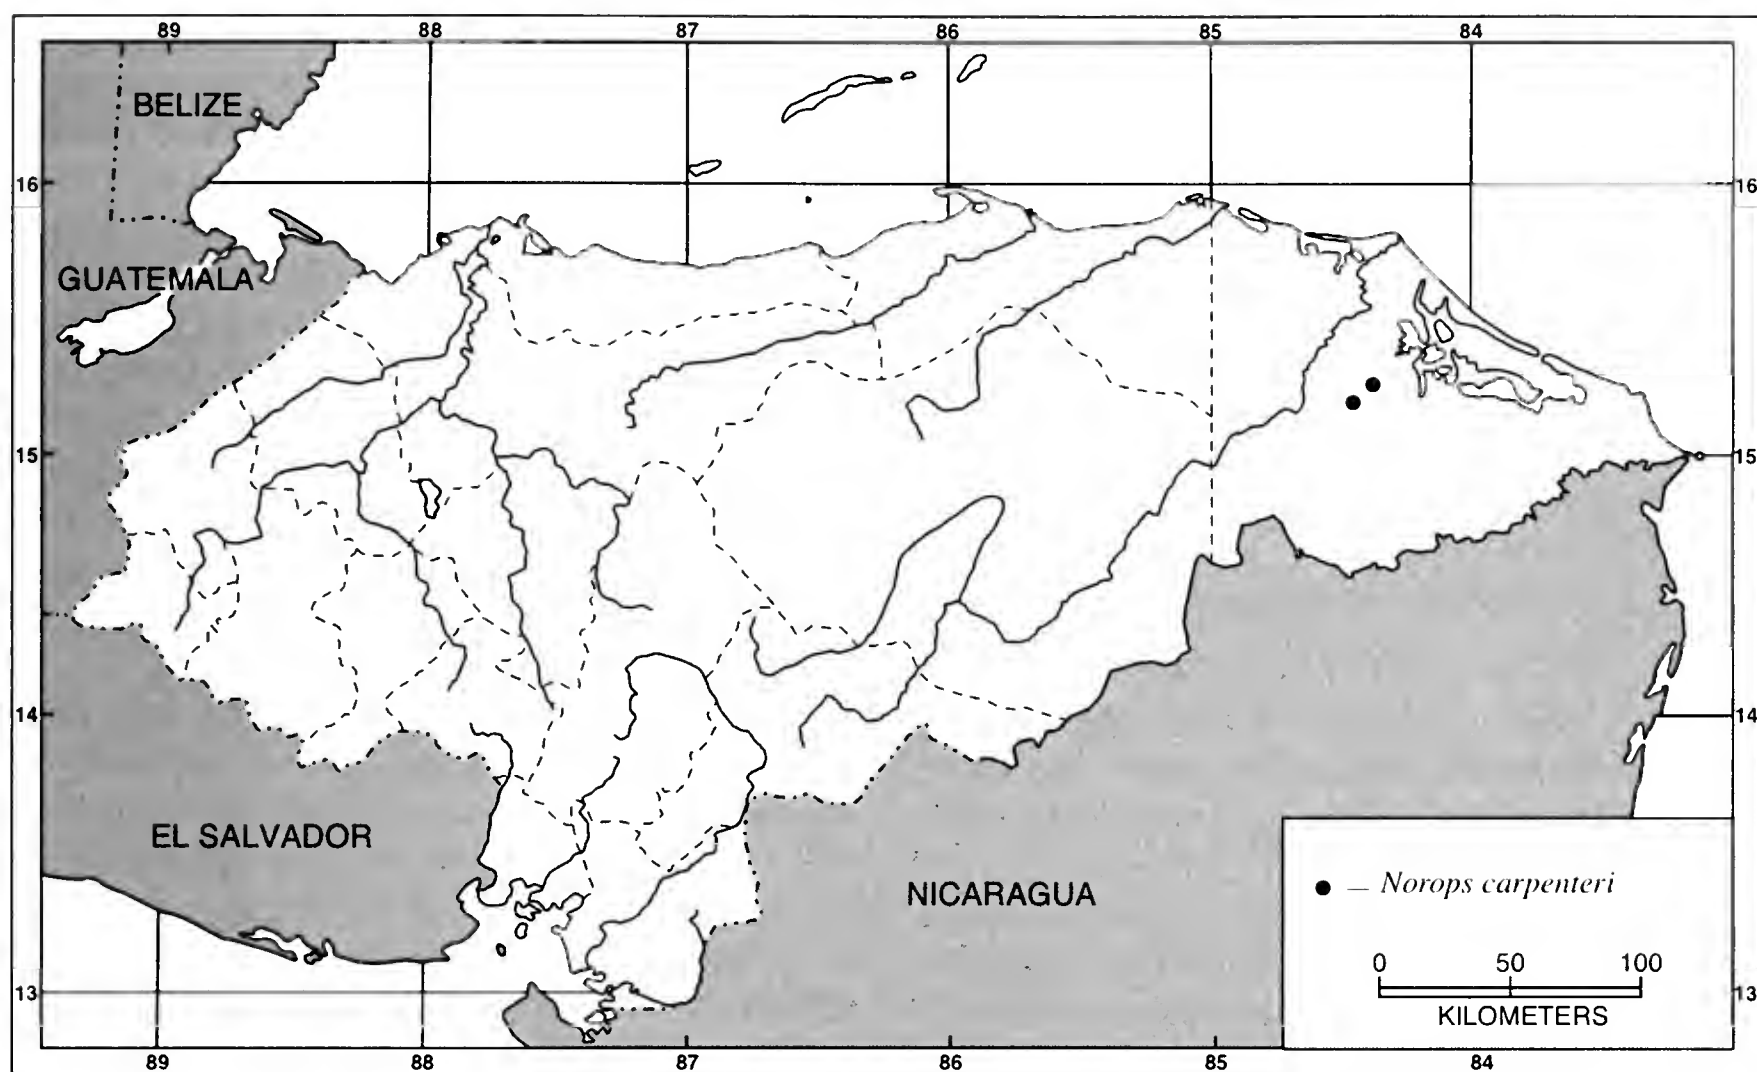 89 88 87 86 85 84
BELIZE
16 16
GUATEMALA
15 15
14 14
EL SALVADOR
NICARAGUA
● — Norops carpenteri
0 50 100
KILOMETERS
13 13
89 88 87 86 85 84